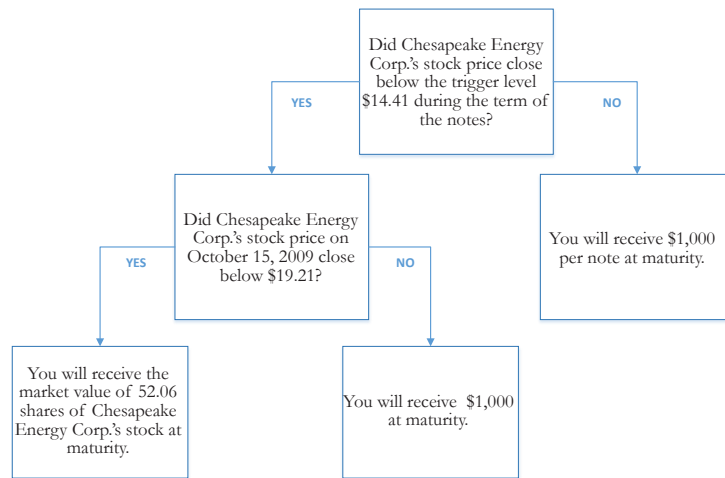 Did Chesapeake Energy
Corp.'s stock price close
below the trigger level
$14.41 during the term of
the notes?
YES
NO
Did Chesapeake Energy
Corp.'s stock price on
October 15, 2009 close
below $19.21?
You will receive $1,000
per note at maturity.
YES
NO
You will receive the
market value of 52.06
shares of Chesapeake
Energy Corp.'s stock at
maturity.
You will receive $1,000
at maturity.